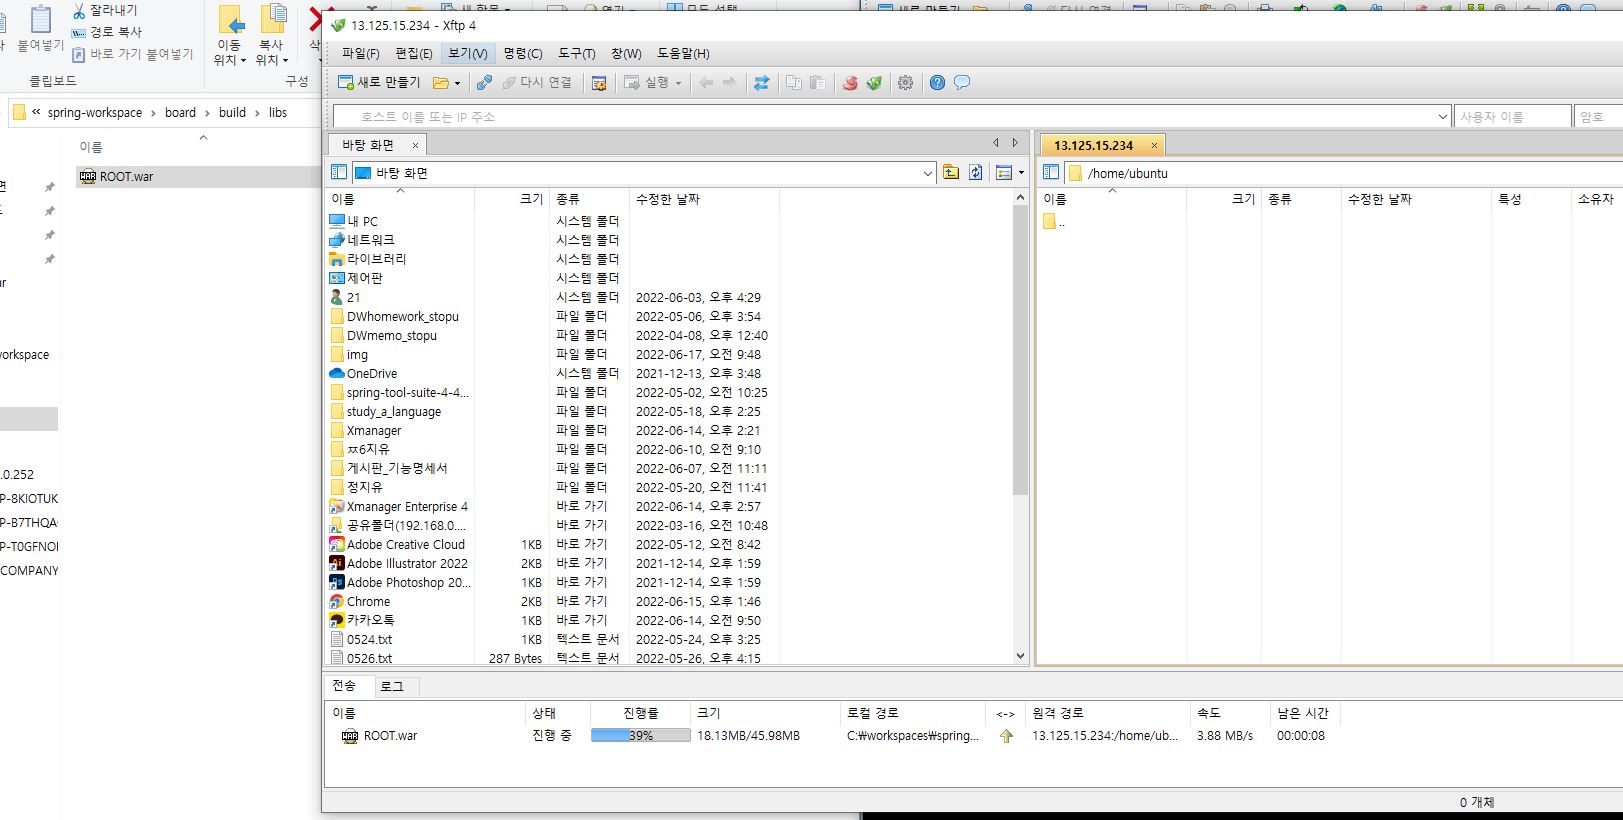 잘라내기
경로 복사
바로 가기 붙여넣기
붙여넣기
이동 위치
복사 위치
클립보드
구성
spring-workspace > board > build > libs
이름
ROOT.war
orkspace
.0.252
P-8KIOTUK
P-B7THQA
P-T0GFNOI
COMPANY
13.125.15.234 - Xftp 4
파일(F) 편집(E) 보기(V) 명령(C) 도구(T) 창(W) 도움말(H)
새로 만들기 다시 연결 실행
호스트 이름 또는 IP 주소 사용자 이름 암호
바탕 화면
바탕 화면
이름 크기 종류 수정한 날짜
내 PC 시스템 폴더
네트워크 시스템 폴더
라이브러리 시스템 폴더
제어판 시스템 폴더
21 시스템 폴더 2022-06-03, 오후 4:29
DWhomework_stopu 파일 폴더 2022-05-06, 오후 3:54
DWmemo_stopu 파일 폴더 2022-04-08, 오후 12:40
img 파일 폴더 2022-06-17, 오전 9:48
OneDrive 시스템 폴더 2021-12-13, 오후 3:48
spring-tool-suite-4-4... 파일 폴더 2022-05-02, 오전 10:25
study_a_language 파일 폴더 2022-05-18, 오후 2:25
Xmanager 파일 폴더 2022-06-14, 오후 2:21
ㅉ6지유 파일 폴더 2022-06-10, 오전 9:10
게시판_기능명세서 파일 폴더 2022-06-07, 오전 11:11
정지유 파일 폴더 2022-05-20, 오전 11:41
Xmanager Enterprise 4 바로 가기 2022-06-14, 오후 2:57
공유폴더(192.168.0.... 바로 가기 2022-03-16, 오전 10:48
Adobe Creative Cloud 1KB 바로 가기 2022-05-12, 오전 8:42
Adobe Illustrator 2022 2KB 바로 가기 2021-12-14, 오후 1:59
Adobe Photoshop 20... 1KB 바로 가기 2021-12-14, 오후 1:59
Chrome 2KB 바로 가기 2022-06-15, 오후 1:46
카카오톡 1KB 바로 가기 2022-06-14, 오전 9:50
0524.txt 1KB 텍스트 문서 2022-05-24, 오후 3:25
0526.txt 287 Bytes 텍스트 문서 2022-05-26, 오후 4:15
13.125.15.234
/home/ubuntu
이름 크기 종류 수정한 날짜 특성 소유자
..
전송 로그
이름 상태 진행률 크기 로컬 경로 <-> 원격 경로 속도 남은 시간
ROOT.war 진행 중 39% 18.13MB/45.98MB C:₩workspaces₩spring... 13.125.15.234:/home/ub... 3.88 MB/s 00:00:08
0 개체